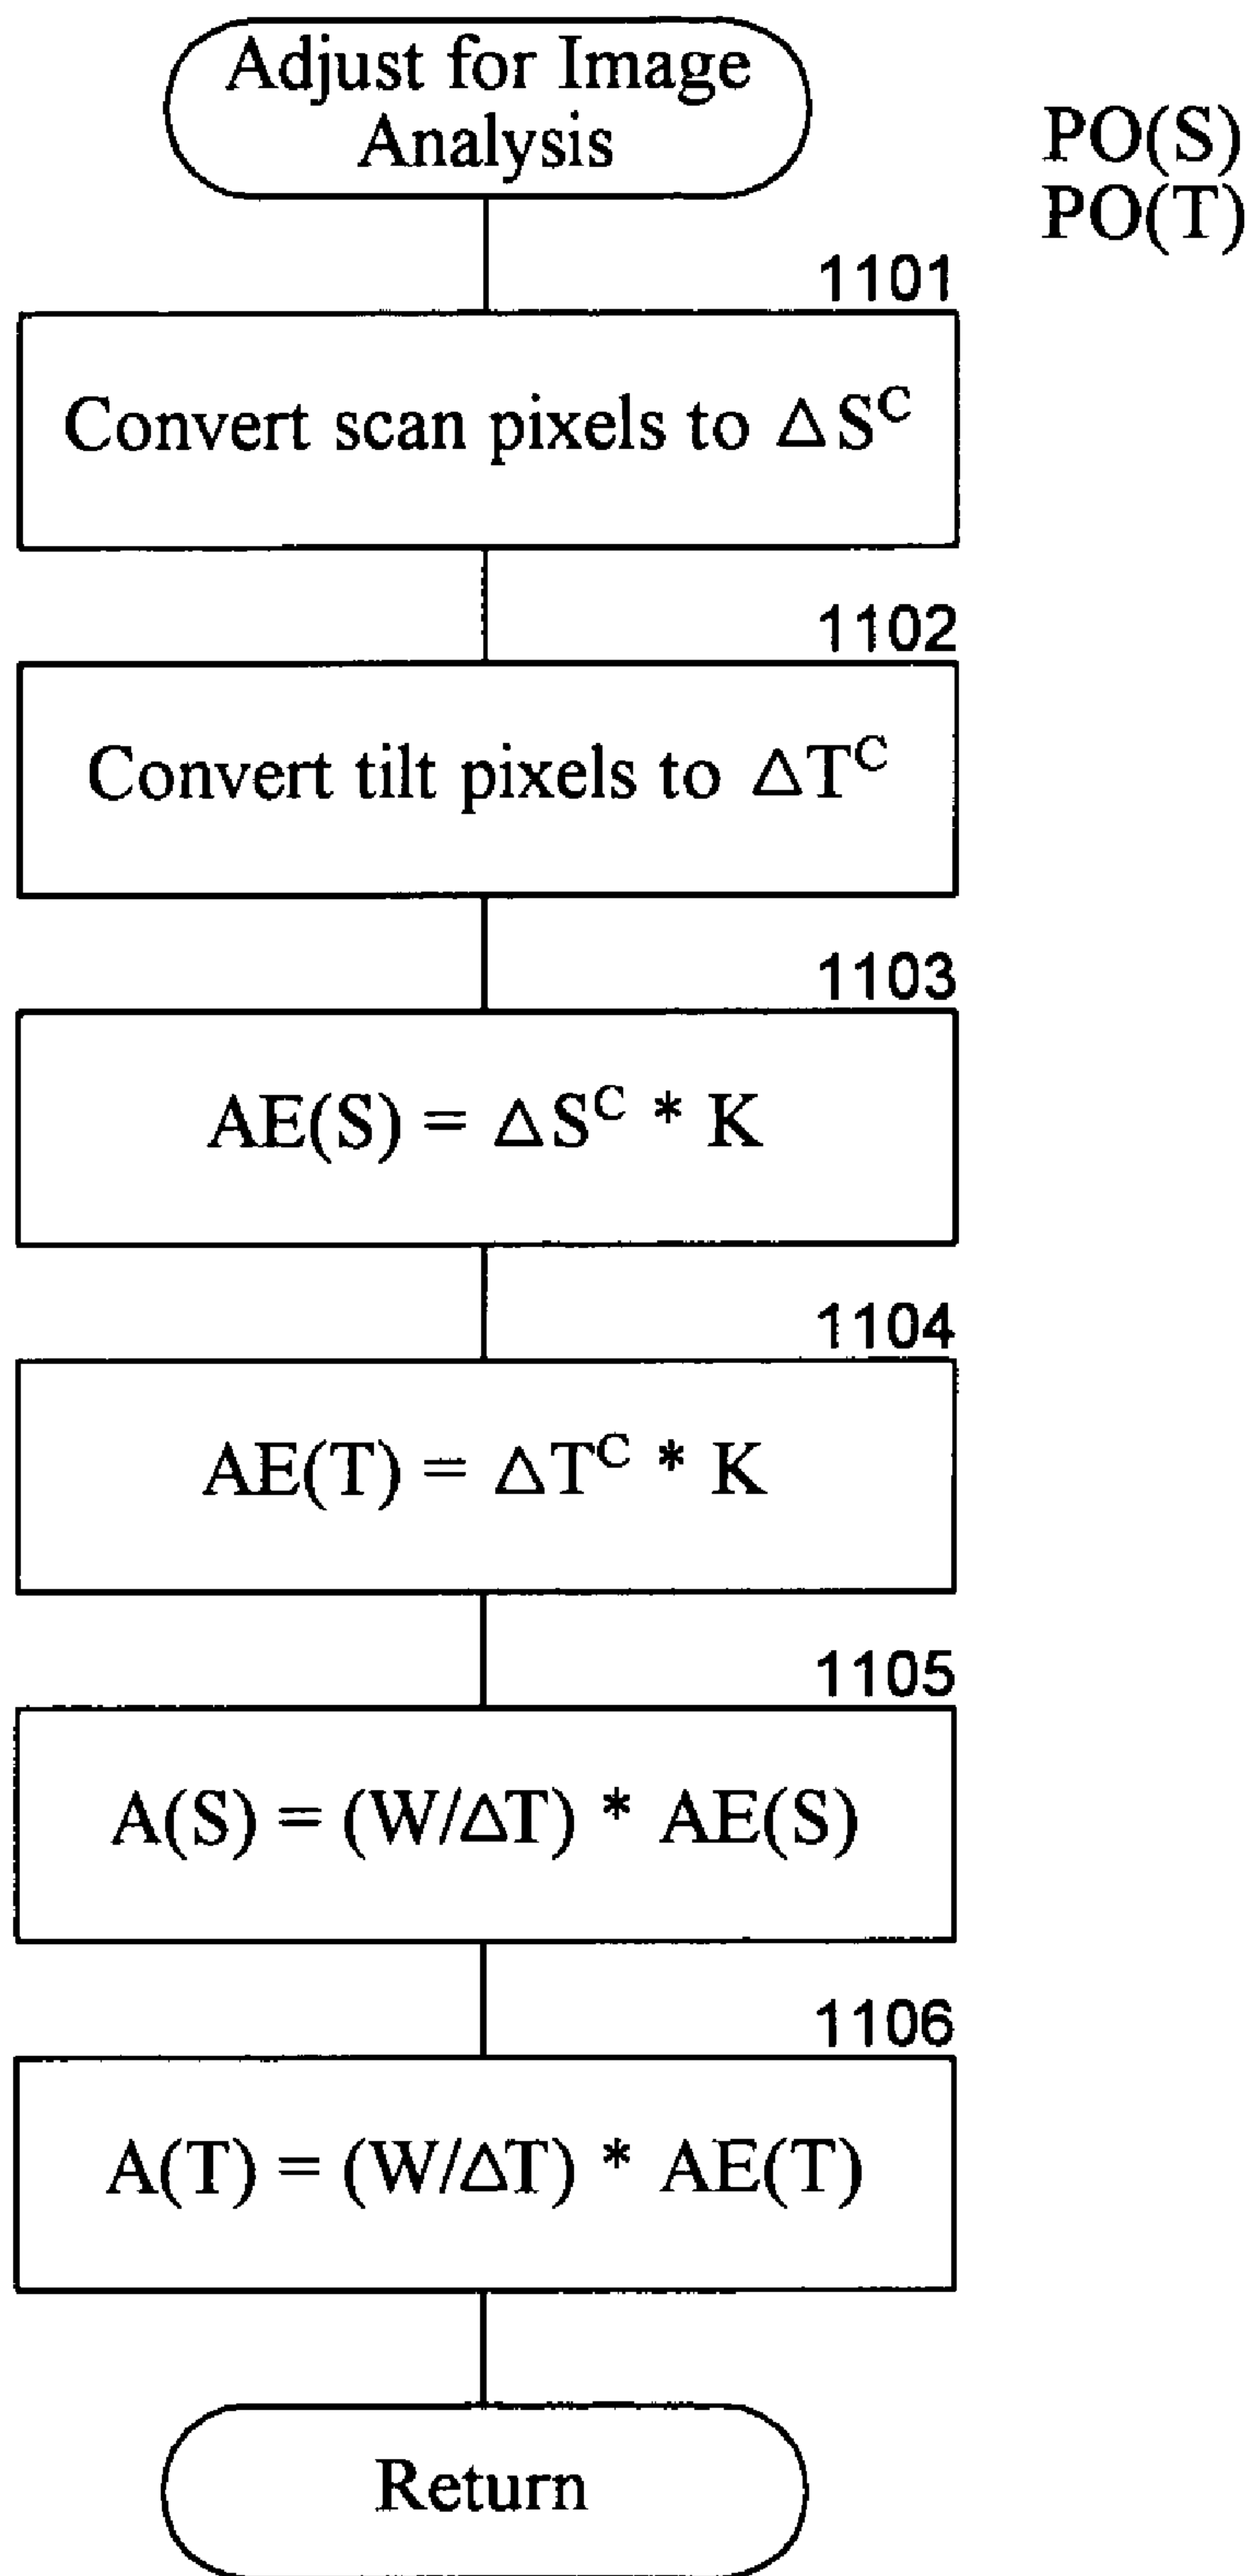 Adjust for Image
Analysis
PO(S)
PO(T)
1101
Convert scan pixels to ΔS^C
1102
Convert tilt pixels to ΔT^C
1103
AE(S) = ΔS^C * K
1104
AE(T) = ΔT^C * K
1105
A(S) = (W/ΔT) * AE(S)
1106
A(T) = (W/ΔT) * AE(T)
Return